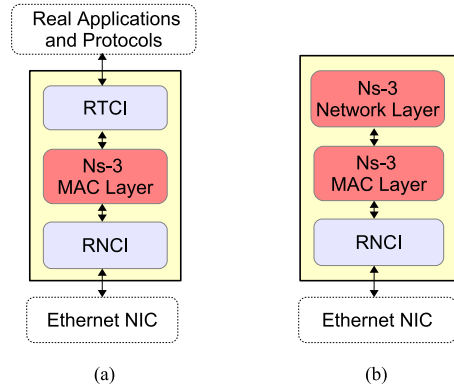 Real Applications
and Protocols
RTCI
Ns-3
MAC Layer
RNCI
Ethernet NIC
(a)
Ns-3
Network Layer
Ns-3
MAC Layer
RNCI
Ethernet NIC
(b)